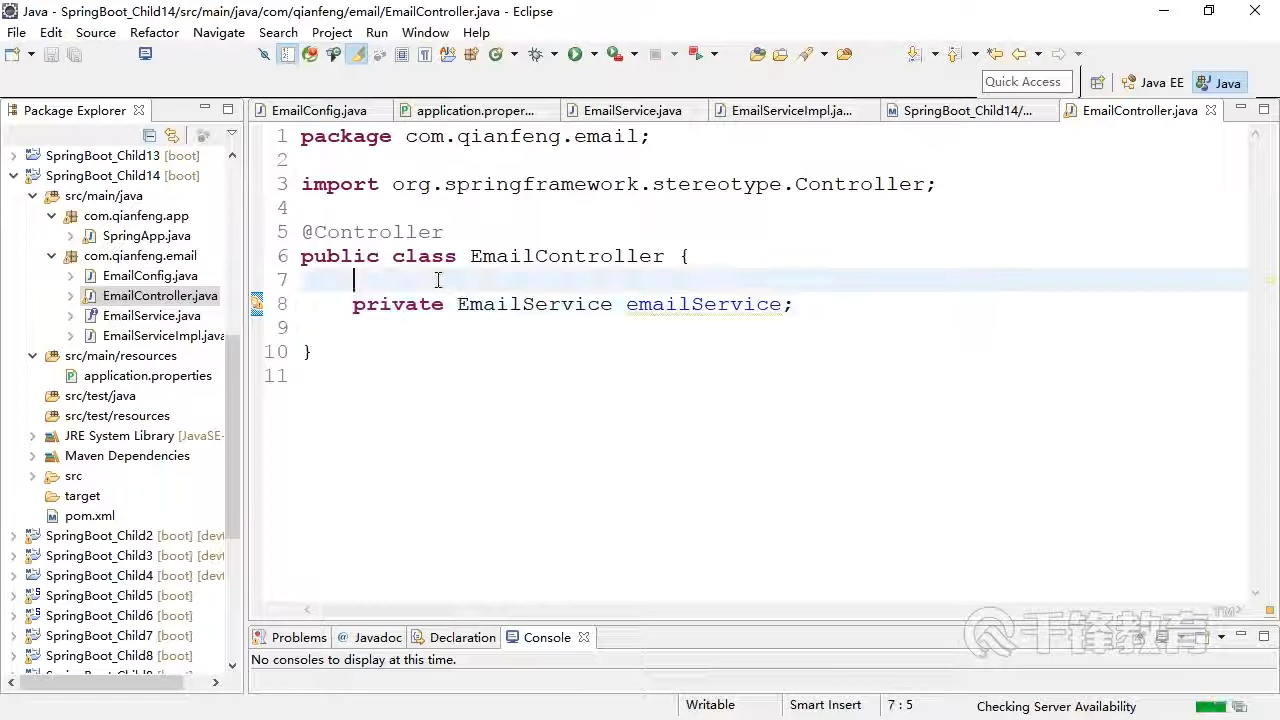 Java - SpringBoot_Child14/src/main/java/com/qianfeng/email/EmailController.java - Eclipse
File Edit Source Refactor Navigate Search Project Run Window Help
Quick Access
Java EE
Java
Package Explorer
EmailConfig.java
application.proper...
EmailService.java
EmailServiceImpl.ja...
SpringBoot_Child14/...
EmailController.java
SpringBoot_Child13 [boot]
SpringBoot_Child14 [boot]
src/main/java
com.qianfeng.app
SpringApp.java
com.qianfeng.email
EmailConfig.java
EmailController.java
EmailService.java
EmailServiceImpl.java
src/main/resources
application.properties
src/test/java
src/test/resources
JRE System Library [JavaSE-
Maven Dependencies
src
target
pom.xml
SpringBoot_Child2 [boot] [devt
SpringBoot_Child3 [boot] [devt
SpringBoot_Child4 [boot] [devt
SpringBoot_Child5 [boot]
SpringBoot_Child6 [boot]
SpringBoot_Child7 [boot]
SpringBoot_Child8 [boot]
1 package com.qianfeng.email;
2
3 import org.springframework.stereotype.Controller;
4
5 @Controller
6 public class EmailController {
7
8 private EmailService emailService;
9
10 }
11
千锋教育™
Problems @ Javadoc Declaration Console
No consoles to display at this time.
Writable Smart Insert 7 : 5 Checking Server Availability